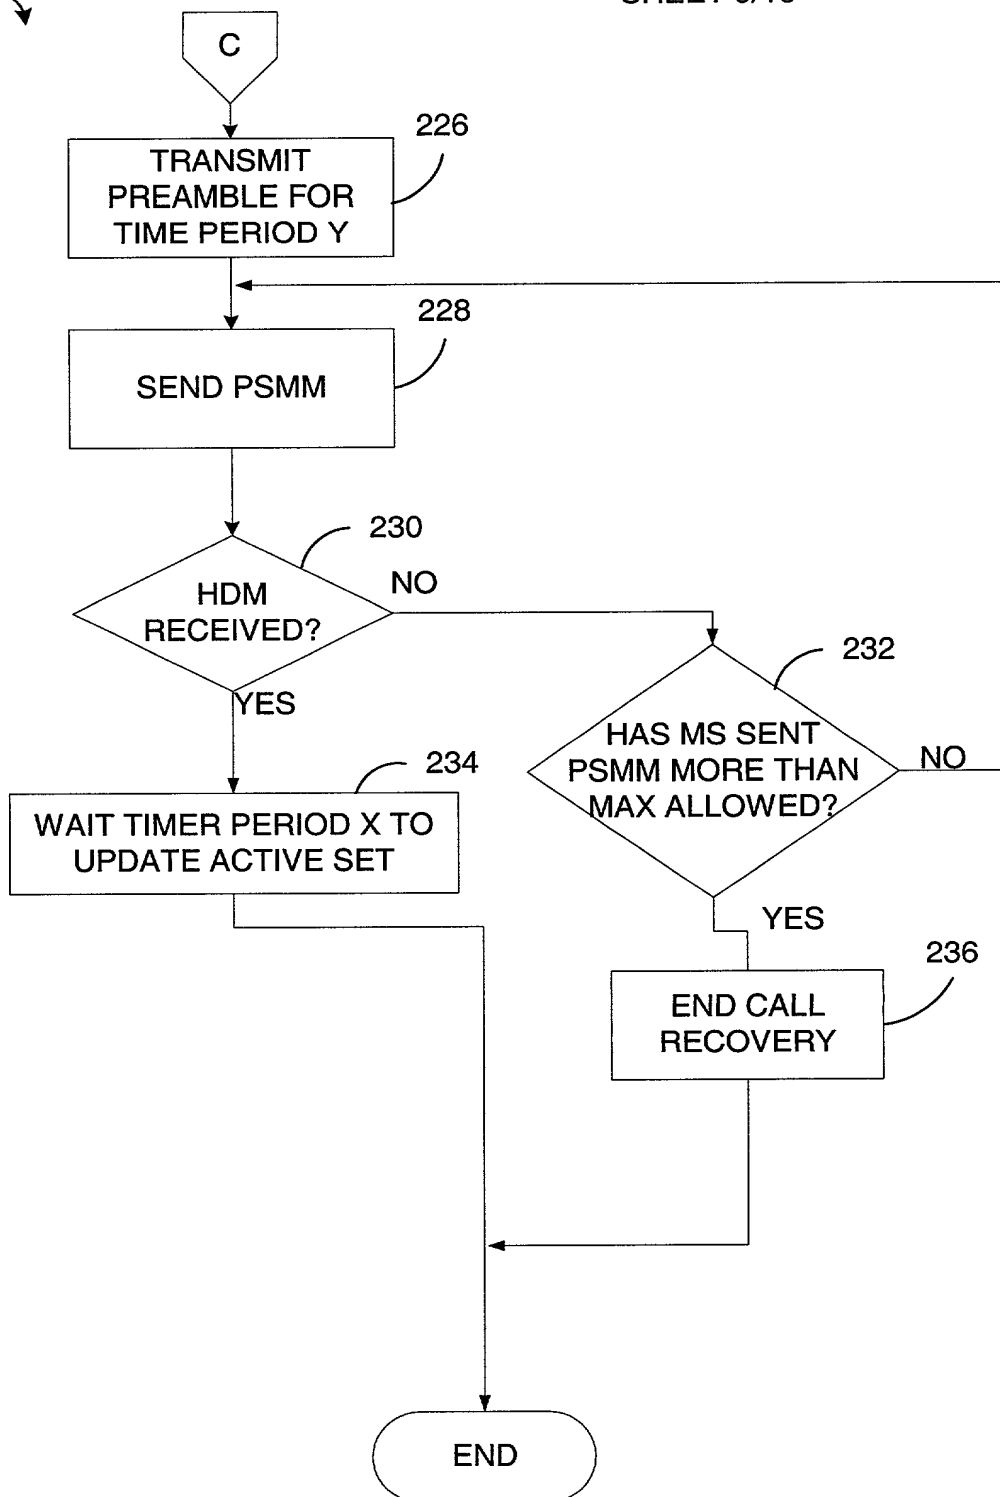 C
226
TRANSMIT
PREAMBLE FOR
TIME PERIOD Y
228
SEND PSMM
230
HDM
RECEIVED?
NO
YES
232
HAS MS SENT
PSMM MORE THAN
MAX ALLOWED?
NO
YES
234
WAIT TIMER PERIOD X TO
UPDATE ACTIVE SET
236
END CALL
RECOVERY
END